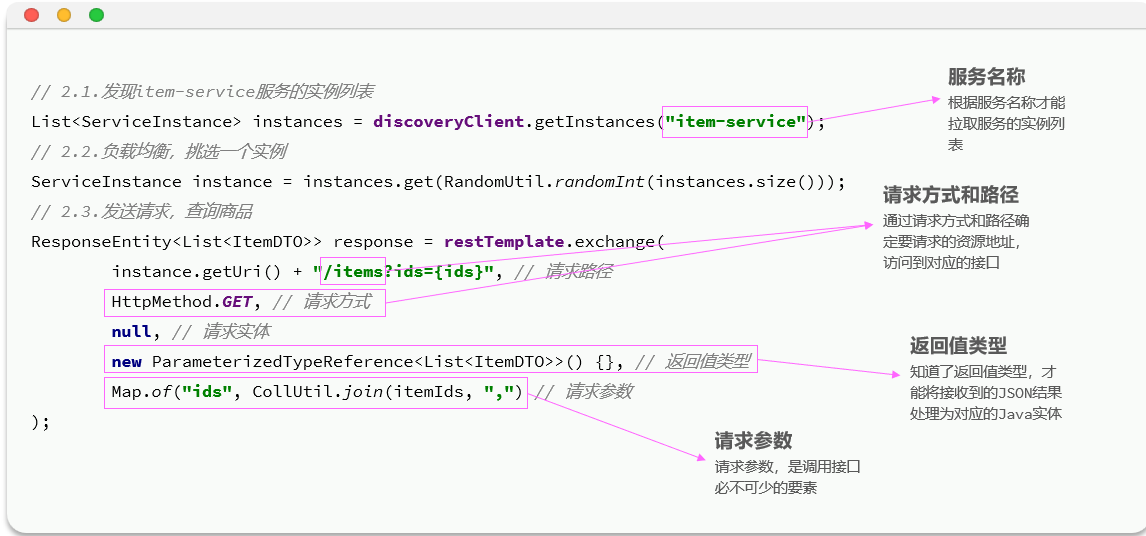 // 2.1.发现item-service服务的实例列表
List<ServiceInstance> instances = discoveryClient.getInstances("item-service");
// 2.2.负载均衡，挑选一个实例
ServiceInstance instance = instances.get(RandomUtil.randomInt(instances.size()));
// 2.3.发送请求，查询商品
ResponseEntity<List<ItemDTO>> response = restTemplate.exchange(
instance.getUri() + "/items?ids={ids}", // 请求路径
HttpMethod.GET, // 请求方式
null, // 请求实体
new ParameterizedTypeReference<List<ItemDTO>>() {}, // 返回值类型
Map.of("ids", CollUtil.join(itemIds, ",") // 请求参数
);
服务名称
根据服务名称才能
拉取服务的实例列
表
请求方式和路径
通过请求方式和路径确
定要请求的资源地址，
访问到对应的接口
返回值类型
知道了返回值类型，才
能将接收到的JSON结果
处理为对应的Java实体
请求参数
请求参数，是调用接口
必不可少的要素